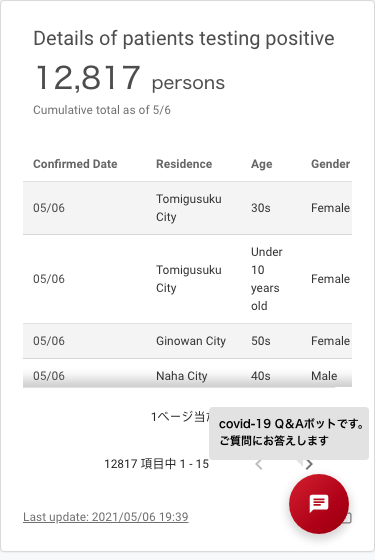 Details of patients testing positive
12,817 persons
Cumulative total as of 5/6
Confirmed Date Residence Age Gender
05/06 Tomigusuku City 30s Female
05/06 Tomigusuku City Under 10 years old Female
05/06 Ginowan City 50s Female
05/06 Naha City 40s Male
1ページ当
covid-19 Q&Aボットです。
ご質問にお答えします
12817 項目中 1 - 15
Last update: 2021/05/06 19:39